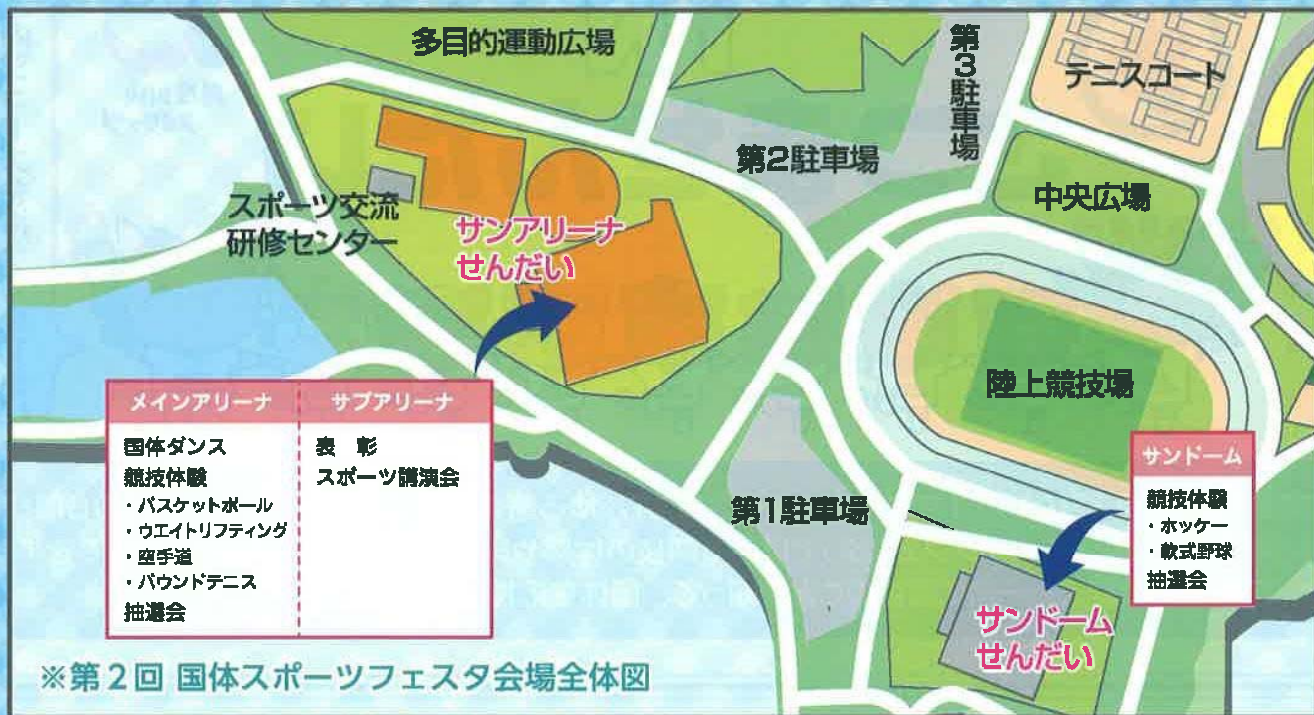 多目的運動広場
第3駐車場
テニスコート
第2駐車場
中央広場
スポーツ交流
研修センター
サンアリーナ
せんだい
陸上競技場
メインアリーナ
国体ダンス
競技体験
・バスケットボール
・ウエイトリフティング
・空手道
・バウンドテニス
抽選会
サブアリーナ
表 彰
スポーツ講演会
第1駐車場
サンドーム
競技体験
・ホッケー
・軟式野球
抽選会
サンドーム
せんだい
※第2回 国体スポーツフェスタ会場全体図